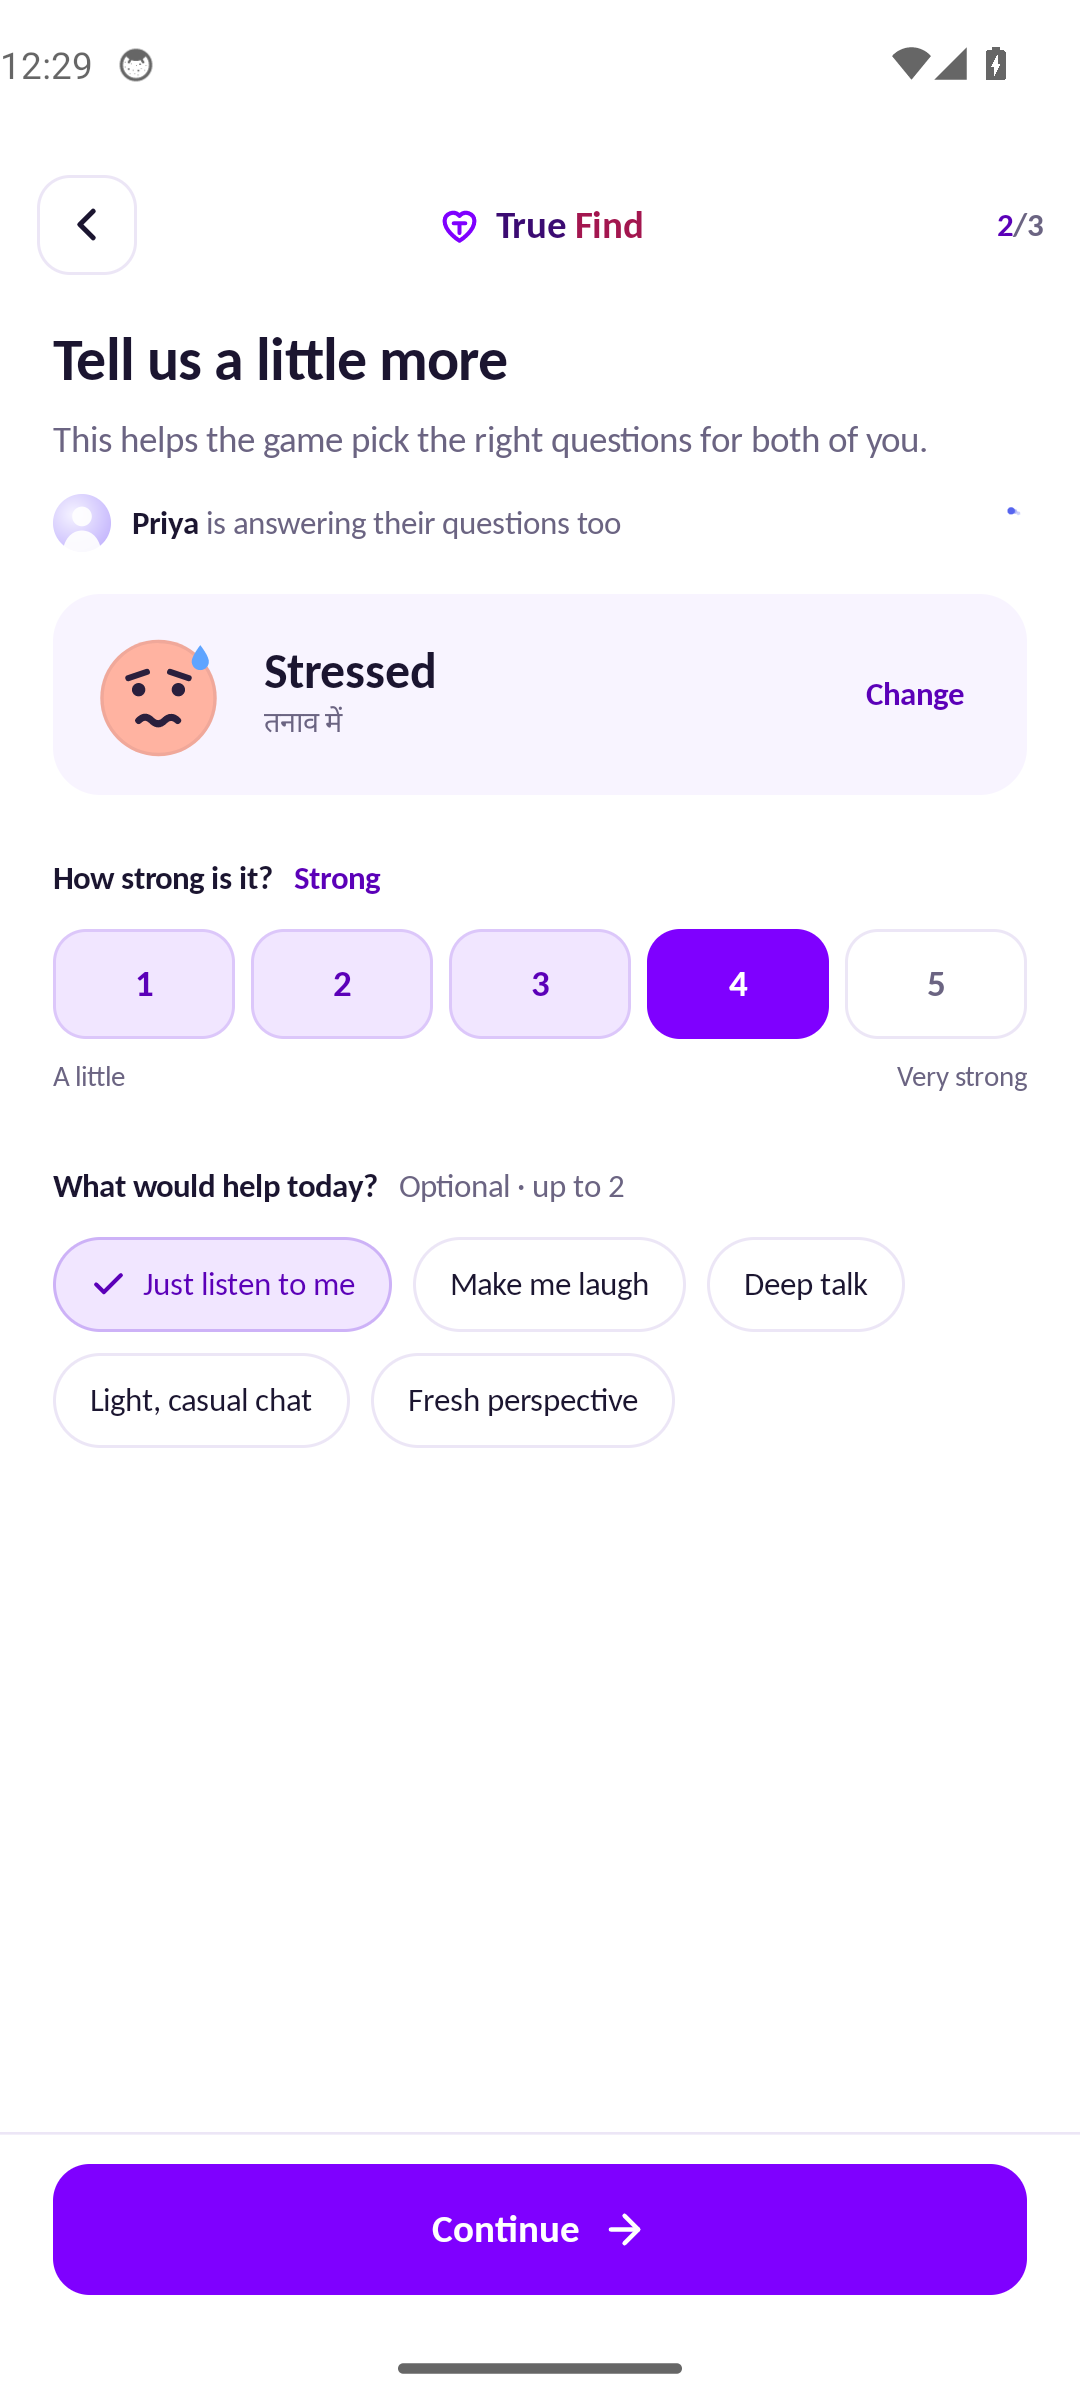 12:29
True Find
2/3
Tell us a little more
This helps the game pick the right questions for both of you.
Priya is answering their questions too
Stressed
तनाव में
Change
How strong is it? Strong
1 2 3 4 5
A little Very strong
What would help today? Optional · up to 2
Just listen to me Make me laugh Deep talk
Light, casual chat Fresh perspective
Continue